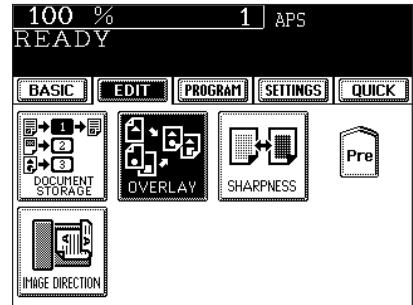 100 % 1 APS
READY
BASIC EDIT PROGRAM SETTINGS QUICK
1
2
3
DOCUMENT
STORAGE
OVERLAY
SHARPNESS
Pre
A
A
IMAGE DIRECTION